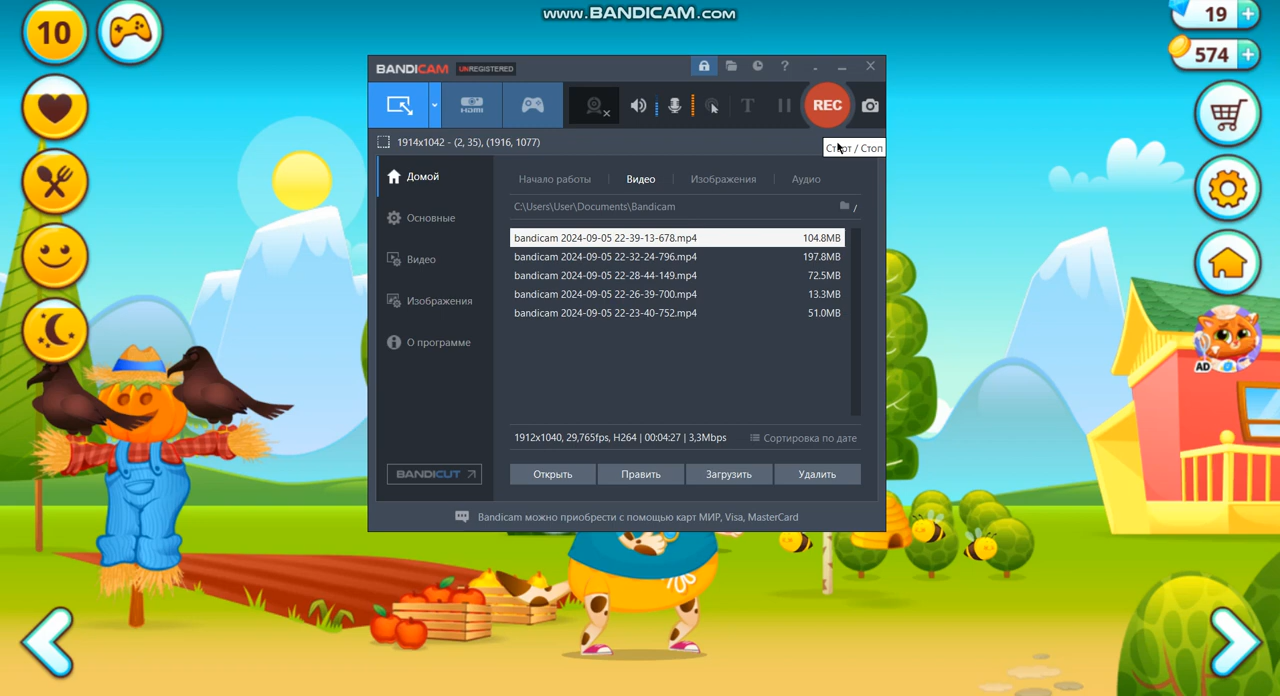 www.BANDICAM.com
10
19
574
BANDICAM UNREGISTERED
HDMI
REC
1914x1042 - (2, 35), (1916, 1077)
Старт / Стоп
Домой
Основные
Видео
Изображения
О программе
BANDICUT
Начало работы
Видео
Изображения
Аудио
C:\Users\User\Documents\Bandicam
bandicam 2024-09-05 22-39-13-678.mp4 104.8MB
bandicam 2024-09-05 22-32-24-796.mp4 197.8MB
bandicam 2024-09-05 22-28-44-149.mp4 72.5MB
bandicam 2024-09-05 22-26-39-700.mp4 13.3MB
bandicam 2024-09-05 22-23-40-752.mp4 51.0MB
1912x1040, 29,765fps, H264 | 00:04:27 | 3,3Mbps
Сортировка по дате
Открыть
Править
Загрузить
Удалить
Bandicam можно приобрести с помощью карт МИР, Visa, MasterCard
AD